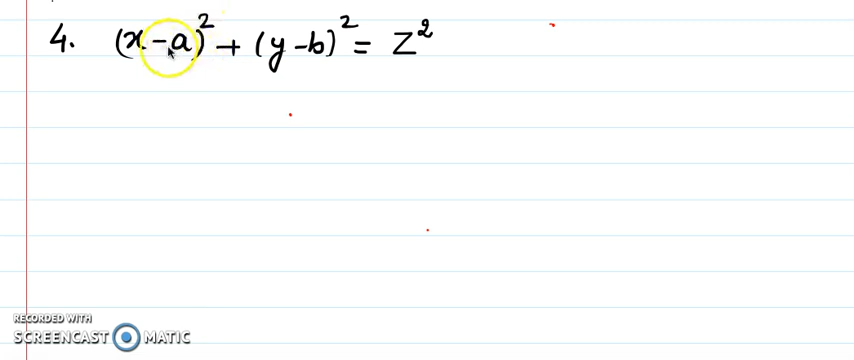 4. (x-a)² + (y-b)² = z²
RECORDED WITH
SCREENCAST MATIC